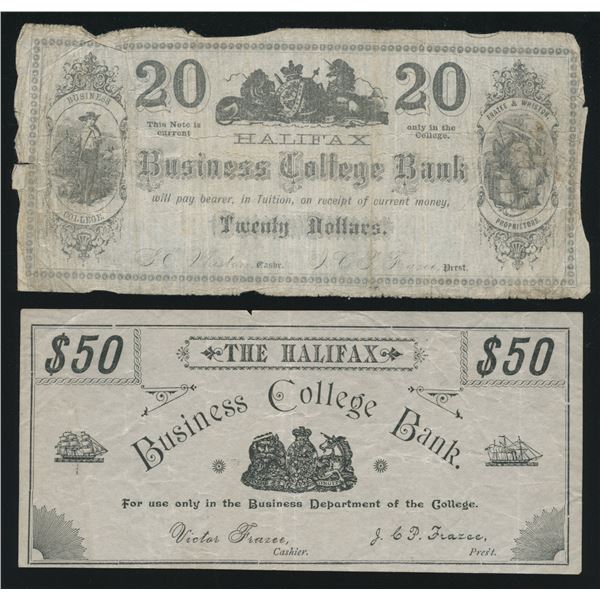 20 20
BUSINESS
COLLEGE.
FRAZEE & WHISTON,
PROPRIETORS.
This Note is
current
only in the
College.
HALIFAX
Business College Bank
will pay bearer, in Tuition, on receipt of current money,
Twenty Dollars.
S. E. Whiston, Cashr. J. C. P. Frazee, Prest.
$50 THE HALIFAX $50
Business College Bank.
For use only in the Business Department of the College.
Victor Frazee, J. C. P. Frazee,
Cashier. Pres't.